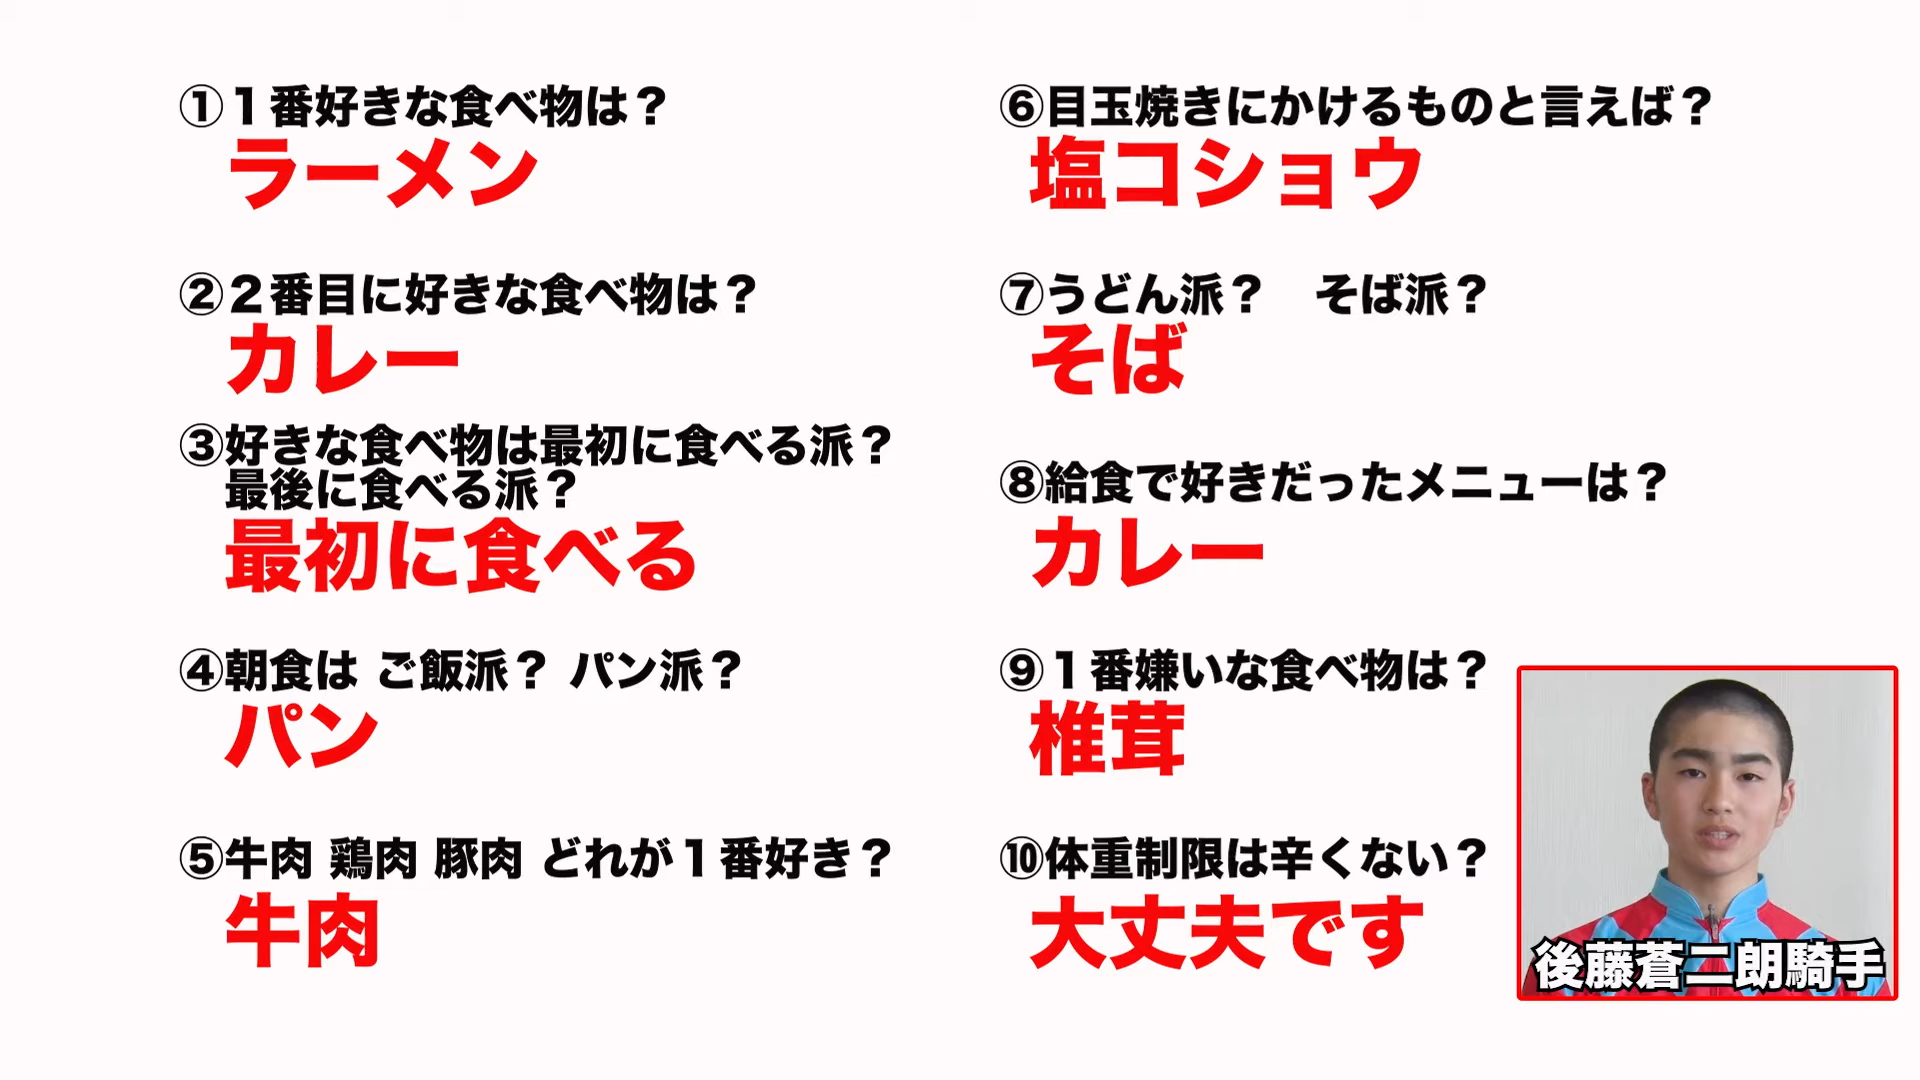 ①１番好きな食べ物は？
ラーメン
②２番目に好きな食べ物は？
カレー
③好きな食べ物は最初に食べる派？
最後に食べる派？
最初に食べる
④朝食は ご飯派？ パン派？
パン
⑤牛肉 鶏肉 豚肉 どれが１番好き？
牛肉
⑥目玉焼きにかけるものと言えば？
塩コショウ
⑦うどん派？　そば派？
そば
⑧給食で好きだったメニューは？
カレー
⑨１番嫌いな食べ物は？
椎茸
⑩体重制限は辛くない？
大丈夫です
後藤蒼二朗騎手